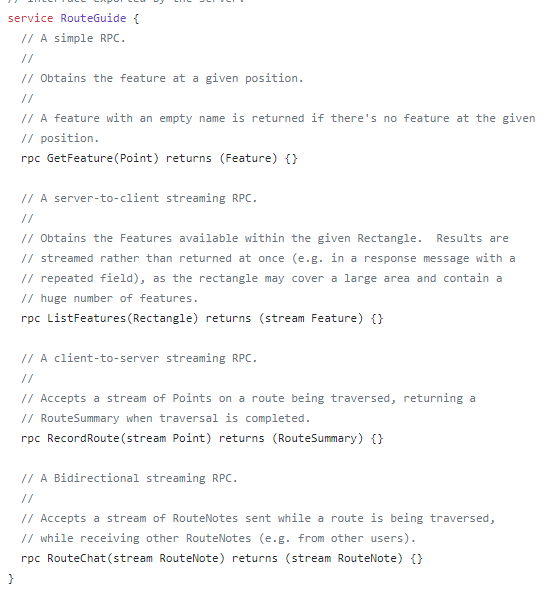 // Interface exported by the server.
service RouteGuide {
  // A simple RPC.
  //
  // Obtains the feature at a given position.
  //
  // A feature with an empty name is returned if there's no feature at the given
  // position.
  rpc GetFeature(Point) returns (Feature) {}

  // A server-to-client streaming RPC.
  //
  // Obtains the Features available within the given Rectangle.  Results are
  // streamed rather than returned at once (e.g. in a response message with a
  // repeated field), as the rectangle may cover a large area and contain a
  // huge number of features.
  rpc ListFeatures(Rectangle) returns (stream Feature) {}

  // A client-to-server streaming RPC.
  //
  // Accepts a stream of Points on a route being traversed, returning a
  // RouteSummary when traversal is completed.
  rpc RecordRoute(stream Point) returns (RouteSummary) {}

  // A Bidirectional streaming RPC.
  //
  // Accepts a stream of RouteNotes sent while a route is being traversed,
  // while receiving other RouteNotes (e.g. from other users).
  rpc RouteChat(stream RouteNote) returns (stream RouteNote) {}
}